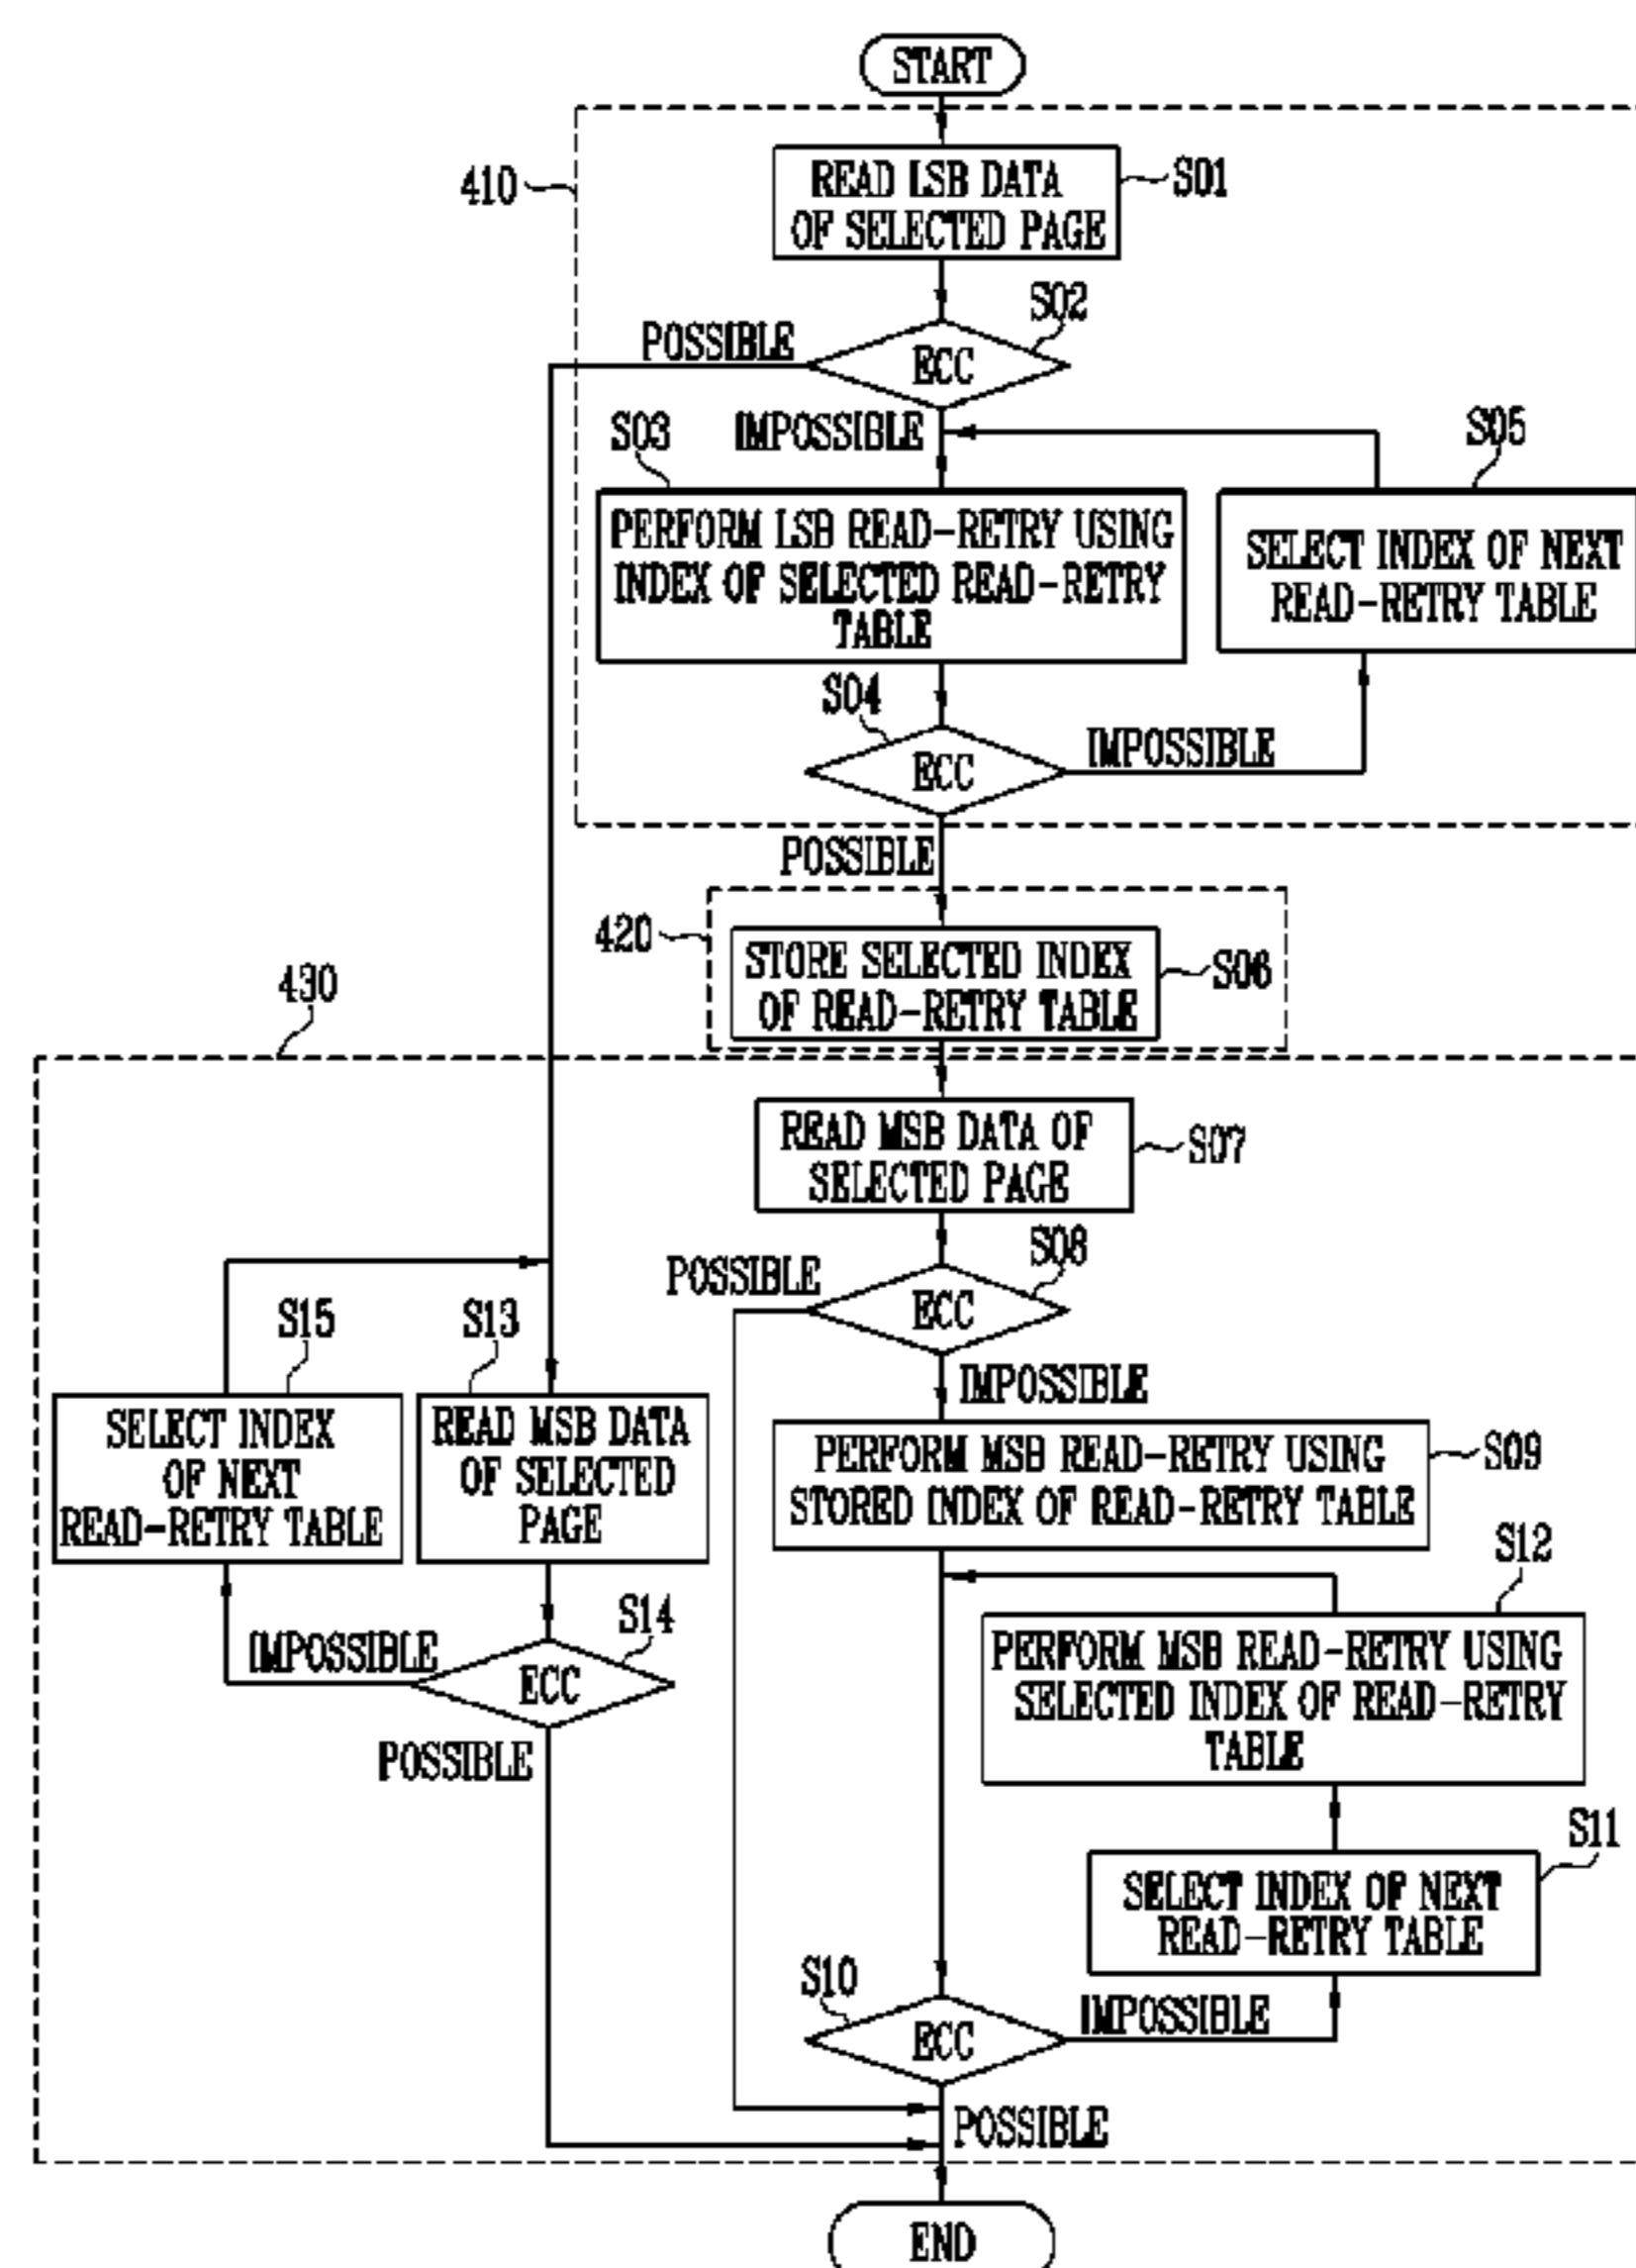 START
410
READ LSB DATA
OF SELECTED PAGE
S01
S02
POSSIBLE
ECC
S03
IMPOSSIBLE
S05
PERFORM LSB READ-RETRY USING
INDEX OF SELECTED READ-RETRY
TABLE
SELECT INDEX OF NEXT
READ-RETRY TABLE
S04
ECC
IMPOSSIBLE
POSSIBLE
420
STORE SELECTED INDEX
OF READ-RETRY TABLE
S06
430
READ MSB DATA OF
SELECTED PAGE
S07
S08
POSSIBLE
ECC
IMPOSSIBLE
S15
S13
SELECT INDEX
OF NEXT
READ-RETRY TABLE
READ MSB DATA
OF SELECTED
PAGE
PERFORM MSB READ-RETRY USING
STORED INDEX OF READ-RETRY TABLE
S09
S12
S14
IMPOSSIBLE
ECC
POSSIBLE
PERFORM MSB READ-RETRY USING
SELECTED INDEX OF READ-RETRY
TABLE
S11
SELECT INDEX OF NEXT
READ-RETRY TABLE
S10
ECC
IMPOSSIBLE
POSSIBLE
END